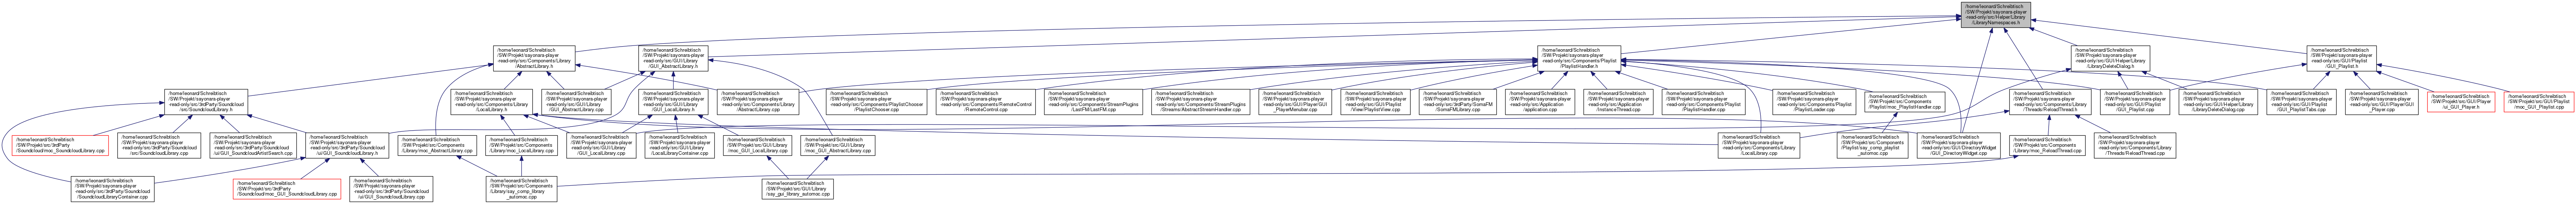 /home/leonard/Schreibtisch
/SW/Projekt/sayonara-player
-read-only/src/Helper/Library
/LibraryNamespaces.h
/home/leonard/Schreibtisch
/SW/Projekt/sayonara-player
-read-only/src/Components/Library
/AbstractLibrary.h
/home/leonard/Schreibtisch
/SW/Projekt/sayonara-player
-read-only/src/GUI/Library
/GUI_AbstractLibrary.h
/home/leonard/Schreibtisch
/SW/Projekt/sayonara-player
-read-only/src/Components/Playlist
/PlaylistHandler.h
/home/leonard/Schreibtisch
/SW/Projekt/sayonara-player
-read-only/src/GUI/Helper/Library
/LibraryDeleteDialog.h
/home/leonard/Schreibtisch
/SW/Projekt/sayonara-player
-read-only/src/GUI/Playlist
/GUI_Playlist.h
/home/leonard/Schreibtisch
/SW/Projekt/sayonara-player
-read-only/src/3rdParty/Soundcloud
/src/SoundcloudLibrary.h
/home/leonard/Schreibtisch
/SW/Projekt/sayonara-player
-read-only/src/Components/Library
/LocalLibrary.h
/home/leonard/Schreibtisch
/SW/Projekt/sayonara-player
-read-only/src/GUI/Library
/GUI_AbstractLibrary.cpp
/home/leonard/Schreibtisch
/SW/Projekt/sayonara-player
-read-only/src/GUI/Library
/GUI_LocalLibrary.h
/home/leonard/Schreibtisch
/SW/Projekt/sayonara-player
-read-only/src/Components/Library
/AbstractLibrary.cpp
/home/leonard/Schreibtisch
/SW/Projekt/sayonara-player
-read-only/src/Components/PlaylistChooser
/PlaylistChooser.cpp
/home/leonard/Schreibtisch
/SW/Projekt/sayonara-player
-read-only/src/Components/RemoteControl
/RemoteControl.cpp
/home/leonard/Schreibtisch
/SW/Projekt/sayonara-player
-read-only/src/Components/StreamPlugins
/LastFM/LastFM.cpp
/home/leonard/Schreibtisch
/SW/Projekt/sayonara-player
-read-only/src/Components/StreamPlugins
/Streams/AbstractStreamHandler.cpp
/home/leonard/Schreibtisch
/SW/Projekt/sayonara-player
-read-only/src/GUI/Player/GUI
_PlayerMenubar.cpp
/home/leonard/Schreibtisch
/SW/Projekt/sayonara-player
-read-only/src/GUI/Playlist
/View/PlaylistView.cpp
/home/leonard/Schreibtisch
/SW/Projekt/sayonara-player
-read-only/src/3rdParty/SomaFM
/SomaFMLibrary.cpp
/home/leonard/Schreibtisch
/SW/Projekt/sayonara-player
-read-only/src/Application
/application.cpp
/home/leonard/Schreibtisch
/SW/Projekt/sayonara-player
-read-only/src/Application
/InstanceThread.cpp
/home/leonard/Schreibtisch
/SW/Projekt/sayonara-player
-read-only/src/Components/Playlist
/PlaylistHandler.cpp
/home/leonard/Schreibtisch
/SW/Projekt/sayonara-player
-read-only/src/Components/Playlist
/PlaylistLoader.cpp
/home/leonard/Schreibtisch
/SW/Projekt/src/Components
/Playlist/moc_PlaylistHandler.cpp
/home/leonard/Schreibtisch
/SW/Projekt/sayonara-player
-read-only/src/Components/Library
/Threads/ReloadThread.h
/home/leonard/Schreibtisch
/SW/Projekt/sayonara-player
-read-only/src/GUI/Playlist
/GUI_Playlist.cpp
/home/leonard/Schreibtisch
/SW/Projekt/sayonara-player
-read-only/src/GUI/Helper/Library
/LibraryDeleteDialog.cpp
/home/leonard/Schreibtisch
/SW/Projekt/sayonara-player
-read-only/src/GUI/Playlist
/GUI_PlaylistTabs.cpp
/home/leonard/Schreibtisch
/SW/Projekt/sayonara-player
-read-only/src/GUI/Player/GUI
_Player.cpp
/home/leonard/Schreibtisch
/SW/Projekt/src/GUI/Player
/ui_GUI_Player.h
/home/leonard/Schreibtisch
/SW/Projekt/src/GUI/Playlist
/moc_GUI_Playlist.cpp
/home/leonard/Schreibtisch
/SW/Projekt/src/3rdParty
/Soundcloud/moc_SoundcloudLibrary.cpp
/home/leonard/Schreibtisch
/SW/Projekt/sayonara-player
-read-only/src/3rdParty/Soundcloud
/src/SoundcloudLibrary.cpp
/home/leonard/Schreibtisch
/SW/Projekt/sayonara-player
-read-only/src/3rdParty/Soundcloud
/ui/GUI_SoundcloudArtistSearch.cpp
/home/leonard/Schreibtisch
/SW/Projekt/sayonara-player
-read-only/src/3rdParty/Soundcloud
/ui/GUI_SoundcloudLibrary.h
/home/leonard/Schreibtisch
/SW/Projekt/src/Components
/Library/moc_AbstractLibrary.cpp
/home/leonard/Schreibtisch
/SW/Projekt/src/Components
/Library/moc_LocalLibrary.cpp
/home/leonard/Schreibtisch
/SW/Projekt/sayonara-player
-read-only/src/GUI/Library
/GUI_LocalLibrary.cpp
/home/leonard/Schreibtisch
/SW/Projekt/sayonara-player
-read-only/src/GUI/Library
/LocalLibraryContainer.cpp
/home/leonard/Schreibtisch
/SW/Projekt/src/GUI/Library
/moc_GUI_LocalLibrary.cpp
/home/leonard/Schreibtisch
/SW/Projekt/src/GUI/Library
/moc_GUI_AbstractLibrary.cpp
/home/leonard/Schreibtisch
/SW/Projekt/sayonara-player
-read-only/src/Components/Library
/LocalLibrary.cpp
/home/leonard/Schreibtisch
/SW/Projekt/src/Components
/Playlist/say_comp_playlist
_automoc.cpp
/home/leonard/Schreibtisch
/SW/Projekt/sayonara-player
-read-only/src/GUI/DirectoryWidget
/GUI_DirectoryWidget.cpp
/home/leonard/Schreibtisch
/SW/Projekt/src/Components
/Library/moc_ReloadThread.cpp
/home/leonard/Schreibtisch
/SW/Projekt/sayonara-player
-read-only/src/Components/Library
/Threads/ReloadThread.cpp
/home/leonard/Schreibtisch
/SW/Projekt/sayonara-player
-read-only/src/3rdParty/Soundcloud
/SoundcloudLibraryContainer.cpp
/home/leonard/Schreibtisch
/SW/Projekt/src/3rdParty
/Soundcloud/moc_GUI_SoundcloudLibrary.cpp
/home/leonard/Schreibtisch
/SW/Projekt/sayonara-player
-read-only/src/3rdParty/Soundcloud
/ui/GUI_SoundcloudLibrary.cpp
/home/leonard/Schreibtisch
/SW/Projekt/src/Components
/Library/say_comp_library
_automoc.cpp
/home/leonard/Schreibtisch
/SW/Projekt/src/GUI/Library
/say_gui_library_automoc.cpp